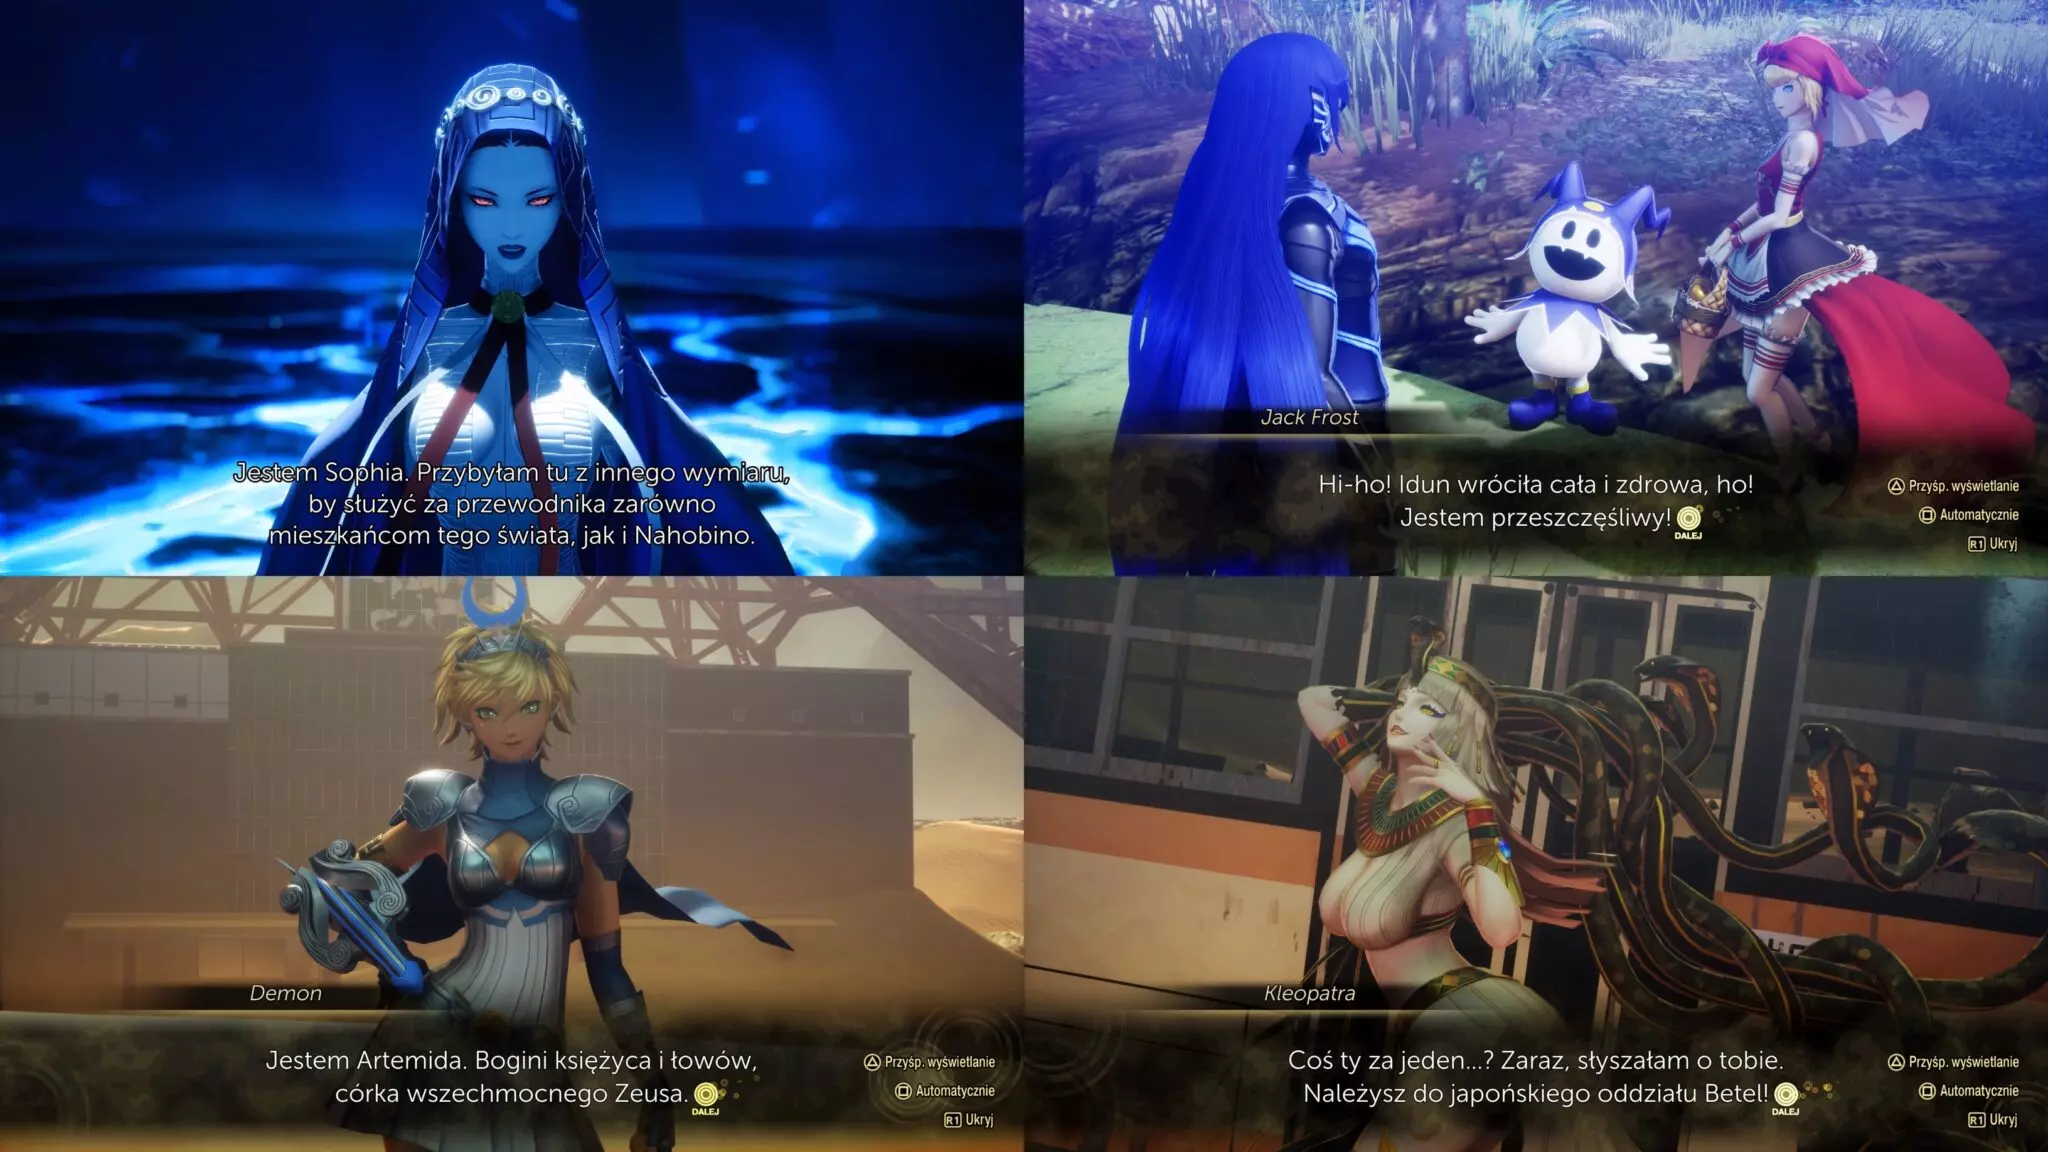 Jestem Sophia. Przybyłam tu z innego wymiaru,
by służyć za przewodnika zarówno
mieszkańcom tego świata, jak i Nahobino.
Jack Frost
Hi-ho! Idun wróciła cała i zdrowa, ho!
Jestem przeszczęśliwy!
DALEJ
Przyśp. wyświetlanie
Automatycznie
R1 Ukryj
Demon
Jestem Artemida. Bogini księżyca i łowów,
córka wszechmocnego Zeusa.
DALEJ
Przyśp. wyświetlanie
Automatycznie
R1 Ukryj
Kleopatra
Coś ty za jeden...? Zaraz, słyszałam o tobie.
Należysz do japońskiego oddziału Betel!
DALEJ
Przyśp. wyświetlanie
Automatycznie
R1 Ukryj